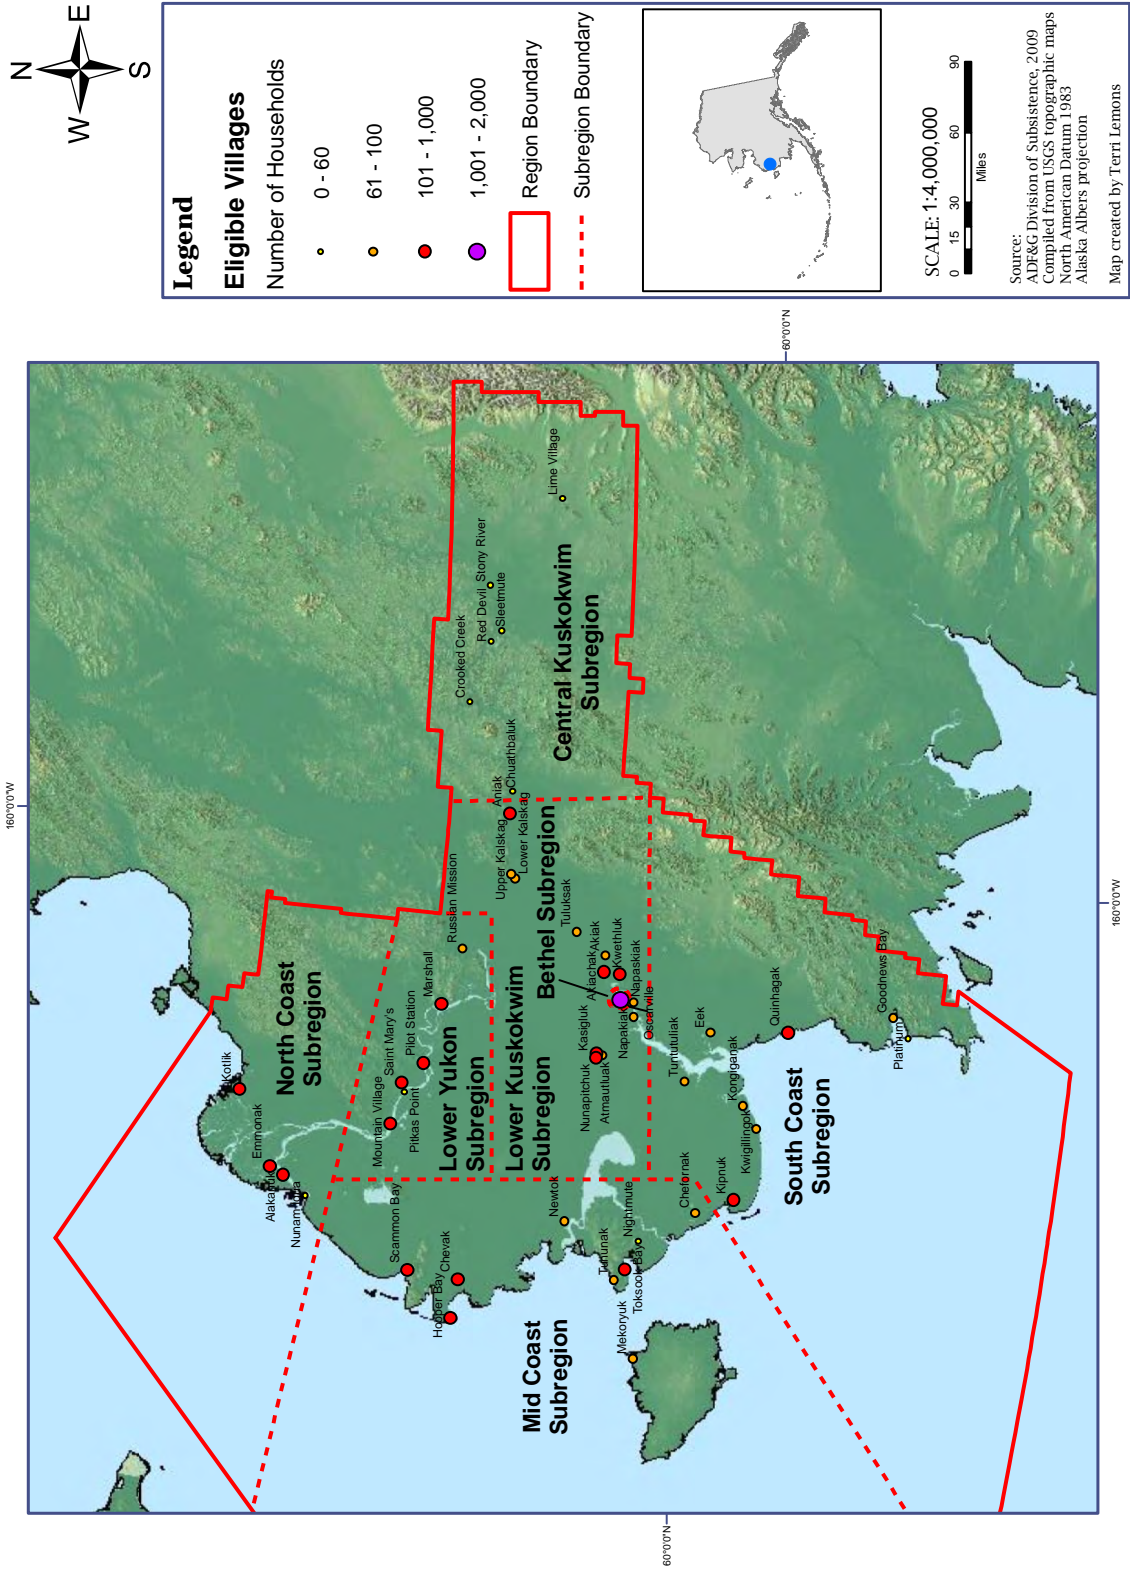 N
W
E
S
Legend
Eligible Villages
Number of Households
0 - 60
61 - 100
101 - 1,000
1,001 - 2,000
Region Boundary
Subregion Boundary
SCALE: 1:4,000,000
0 15 30 60 90
Miles
Source:
ADF&G Division of Subsistence, 2009
Compiled from USGS topographic maps
North American Datum 1983
Alaska Albers projection
Map created by Terri Lemons
160°0'0"W
160°0'0"W
60°0'0"N
60°0'0"N
North Coast
Subregion
Kotlik
Emmonak
Alakanuk
Nunam Iqua
Lower Yukon
Subregion
Mountain Village
Pitkas Point
Saint Mary's
Pilot Station
Marshall
Russian Mission
Mid Coast
Subregion
Scammon Bay
Hooper Bay
Chevak
Newtok
Tununak
Toksook Bay
Nightmute
Mekoryuk
Chefornak
Lower Kuskokwim
Subregion
Upper Kalskag
Lower Kalskag
Tuluksak
Akiak
Akiachak
Kwethluk
Napaskiak
Oscarville
Napakiak
Kasigluk
Nunapitchuk
Atmautluak
Bethel Subregion
Central Kuskokwim
Subregion
Aniak
Chuathbaluk
Crooked Creek
Red Devil
Sleetmute
Stony River
Lime Village
South Coast
Subregion
Kipnuk
Kwigillingok
Kongiganak
Tuntutuliak
Eek
Quinhagak
Goodnews Bay
Platinum